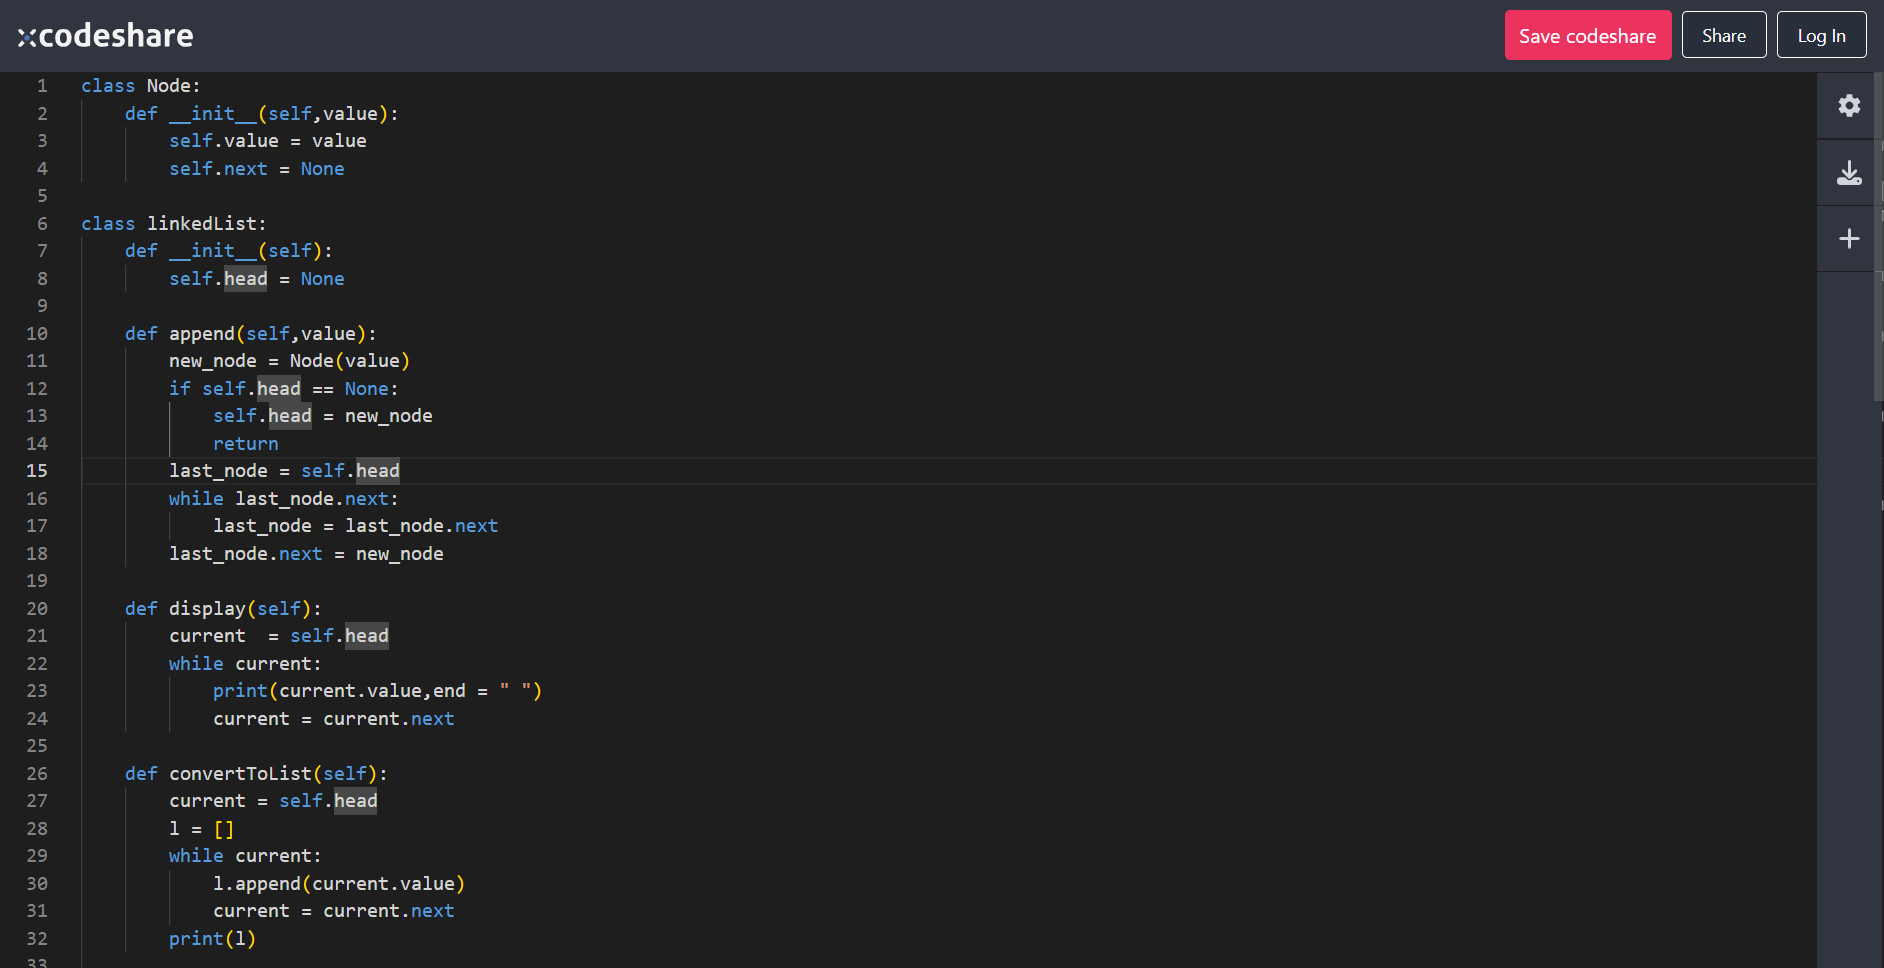 codeshare
Save codeshare
Share
Log In
1 class Node:
2     def __init__(self,value):
3         self.value = value
4         self.next = None
5
6 class linkedList:
7     def __init__(self):
8         self.head = None
9
10     def append(self,value):
11         new_node = Node(value)
12         if self.head == None:
13             self.head = new_node
14             return
15         last_node = self.head
16         while last_node.next:
17             last_node = last_node.next
18         last_node.next = new_node
19
20     def display(self):
21         current  = self.head
22         while current:
23             print(current.value,end = " ")
24             current = current.next
25
26     def convertToList(self):
27         current = self.head
28         l = []
29         while current:
30             l.append(current.value)
31             current = current.next
32         print(l)
33